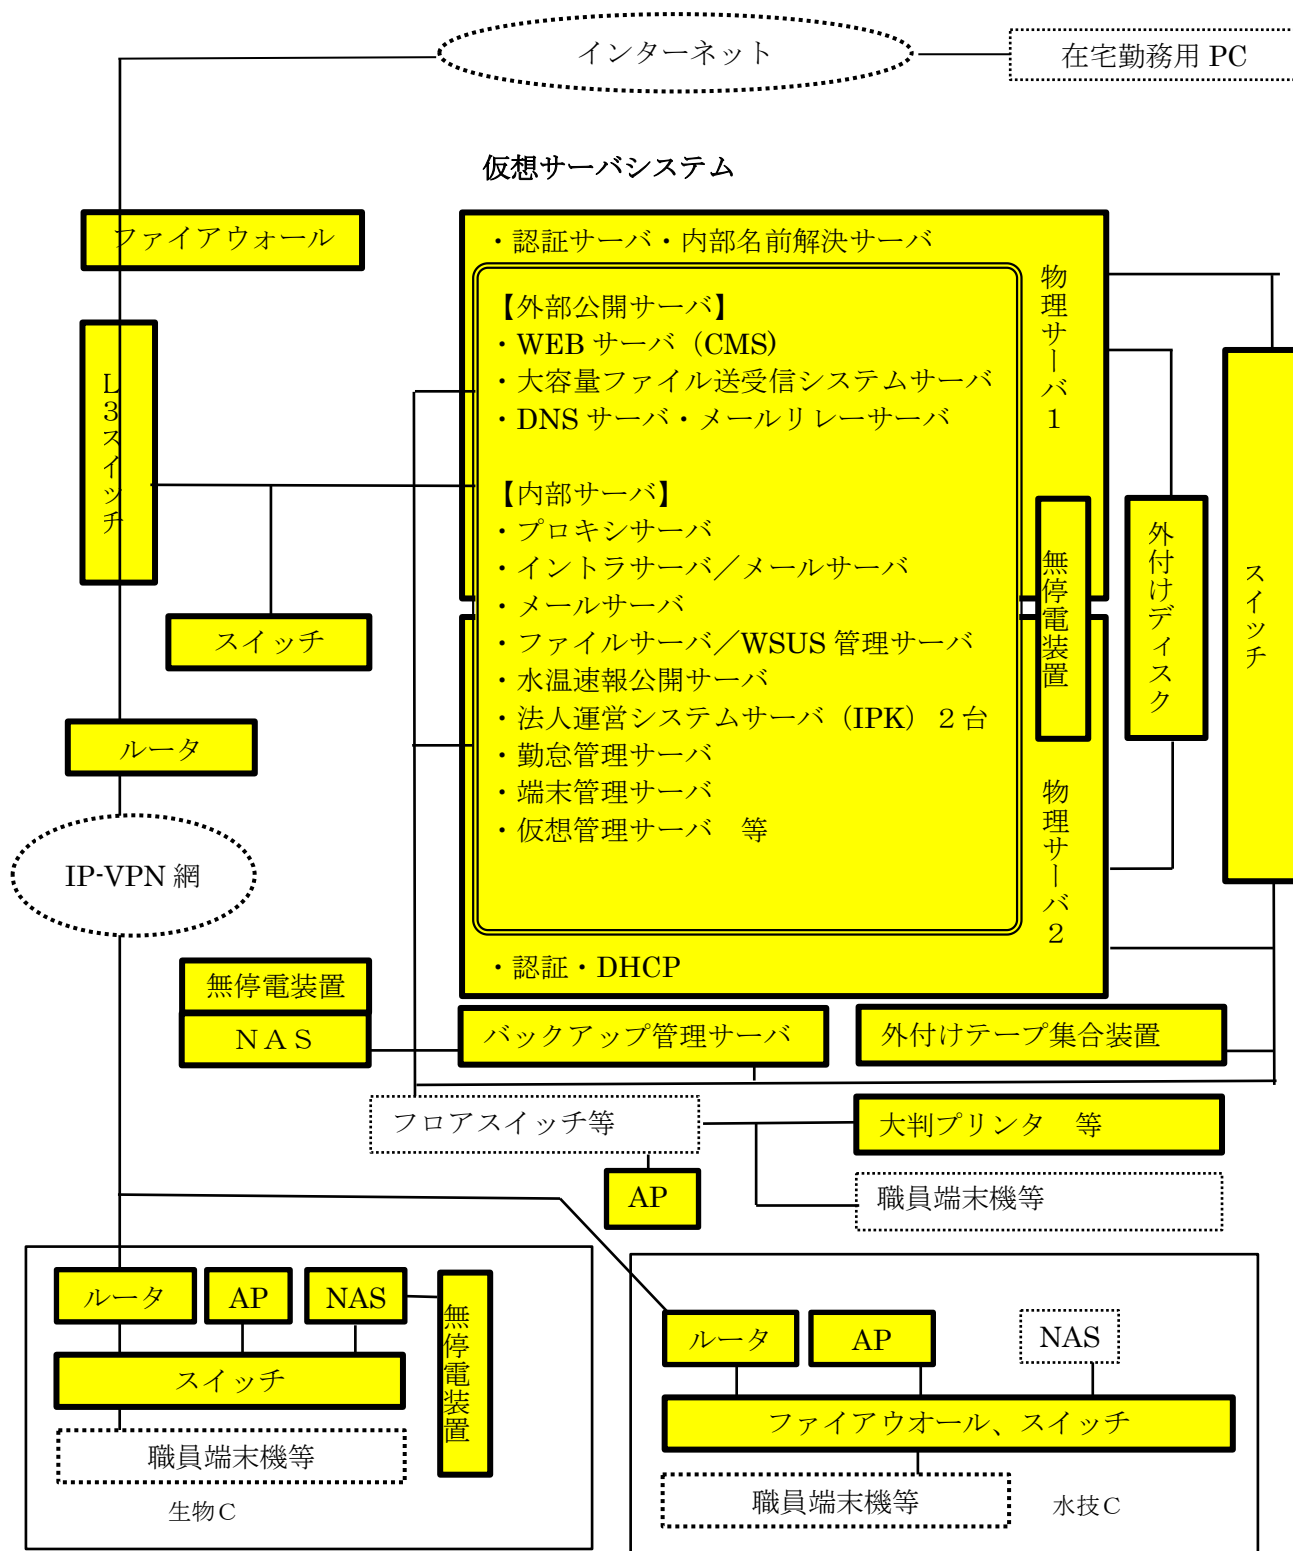 インターネット
在宅勤務用 PC
仮想サーバシステム
ファイアウォール
・認証サーバ・内部名前解決サーバ
【外部公開サーバ】
・WEB サーバ（CMS)
・大容量ファイル送受信システムサーバ
・DNS サーバ・メールリレーサーバ
【内部サーバ】
・プロキシサーバ
・イントラサーバ／メールサーバ
・メールサーバ
・ファイルサーバ／WSUS 管理サーバ
・水温速報公開サーバ
・法人運営システムサーバ（IPK）２台
・勤怠管理サーバ
・端末管理サーバ
・仮想管理サーバ　等
・認証・DHCP
物理サーバ１
無停電装置
物理サーバ２
外付けディスク
スイッチ
L３スイッチ
スイッチ
ルータ
IP-VPN 網
無停電装置
ＮＡＳ
バックアップ管理サーバ
外付けテープ集合装置
フロアスイッチ等
大判プリンタ　等
AP
職員端末機等
ルータ
AP
NAS
無停電装置
スイッチ
職員端末機等
生物Ｃ
ルータ
AP
NAS
ファイアウオール、スイッチ
職員端末機等
水技Ｃ